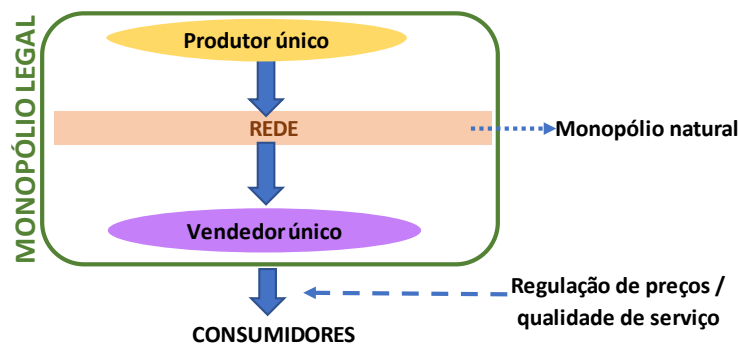 MONOPÓLIO LEGAL
Produtor único
REDE
Monopólio natural
Vendedor único
Regulação de preços /
qualidade de serviço
CONSUMIDORES